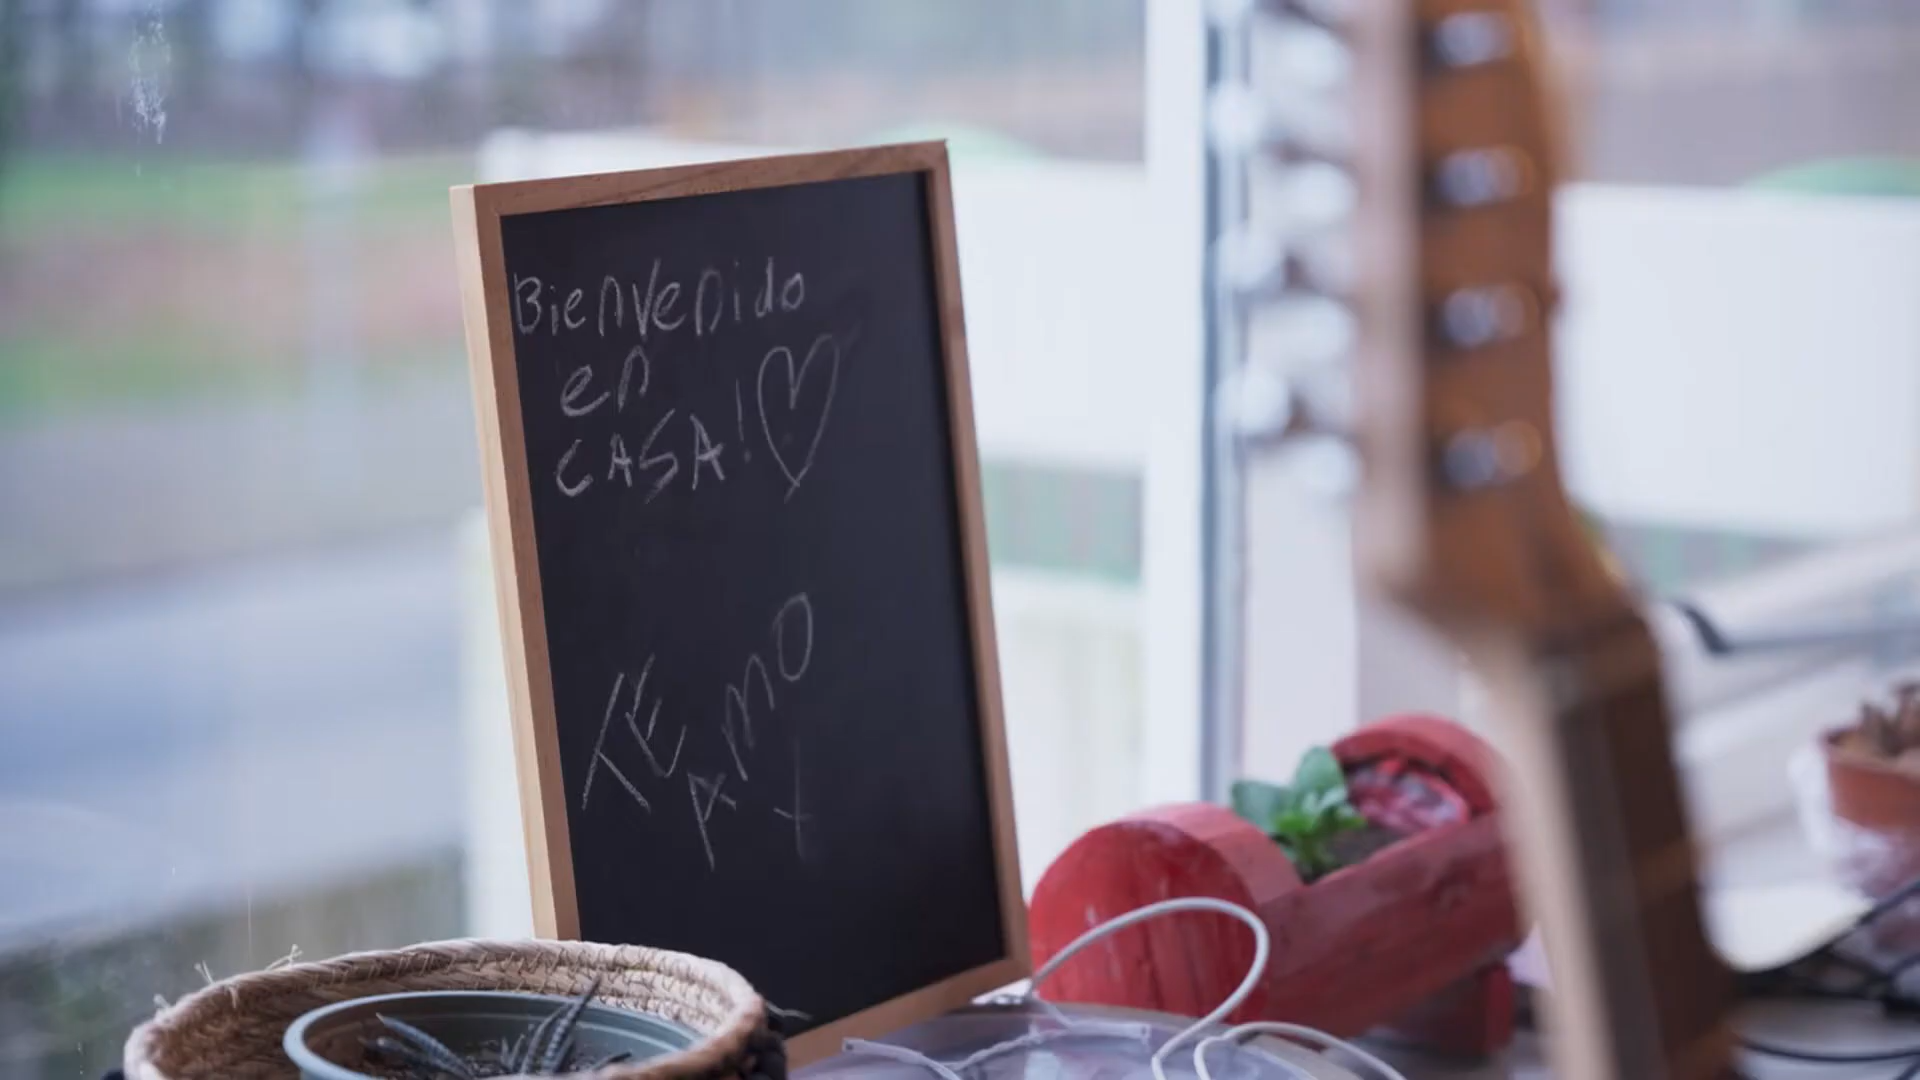 Bienvenido
en
CASA! ♡
TE AMO
x